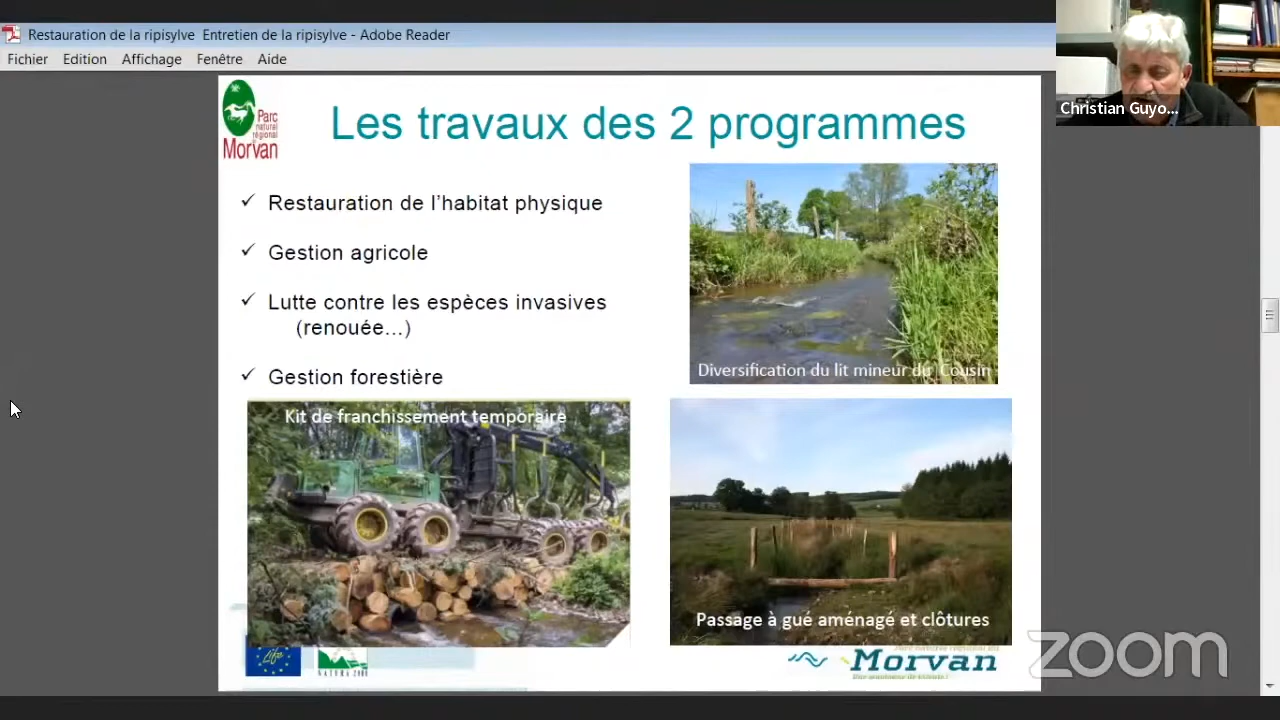 Restauration de la ripisylve Entretien de la ripisylve - Adobe Reader
Fichier Edition Affichage Fenêtre Aide
Christian Guyo...
Parc
naturel
régional
Morvan
Les travaux des 2 programmes
✓ Restauration de l'habitat physique
✓ Gestion agricole
✓ Lutte contre les espèces invasives
(renouée...)
✓ Gestion forestière
Diversification du lit mineur du Cousin
Kit de franchissement temporaire
Passage à gué aménagé et clôtures
Life
NATURA 2000
Morvan
zoom